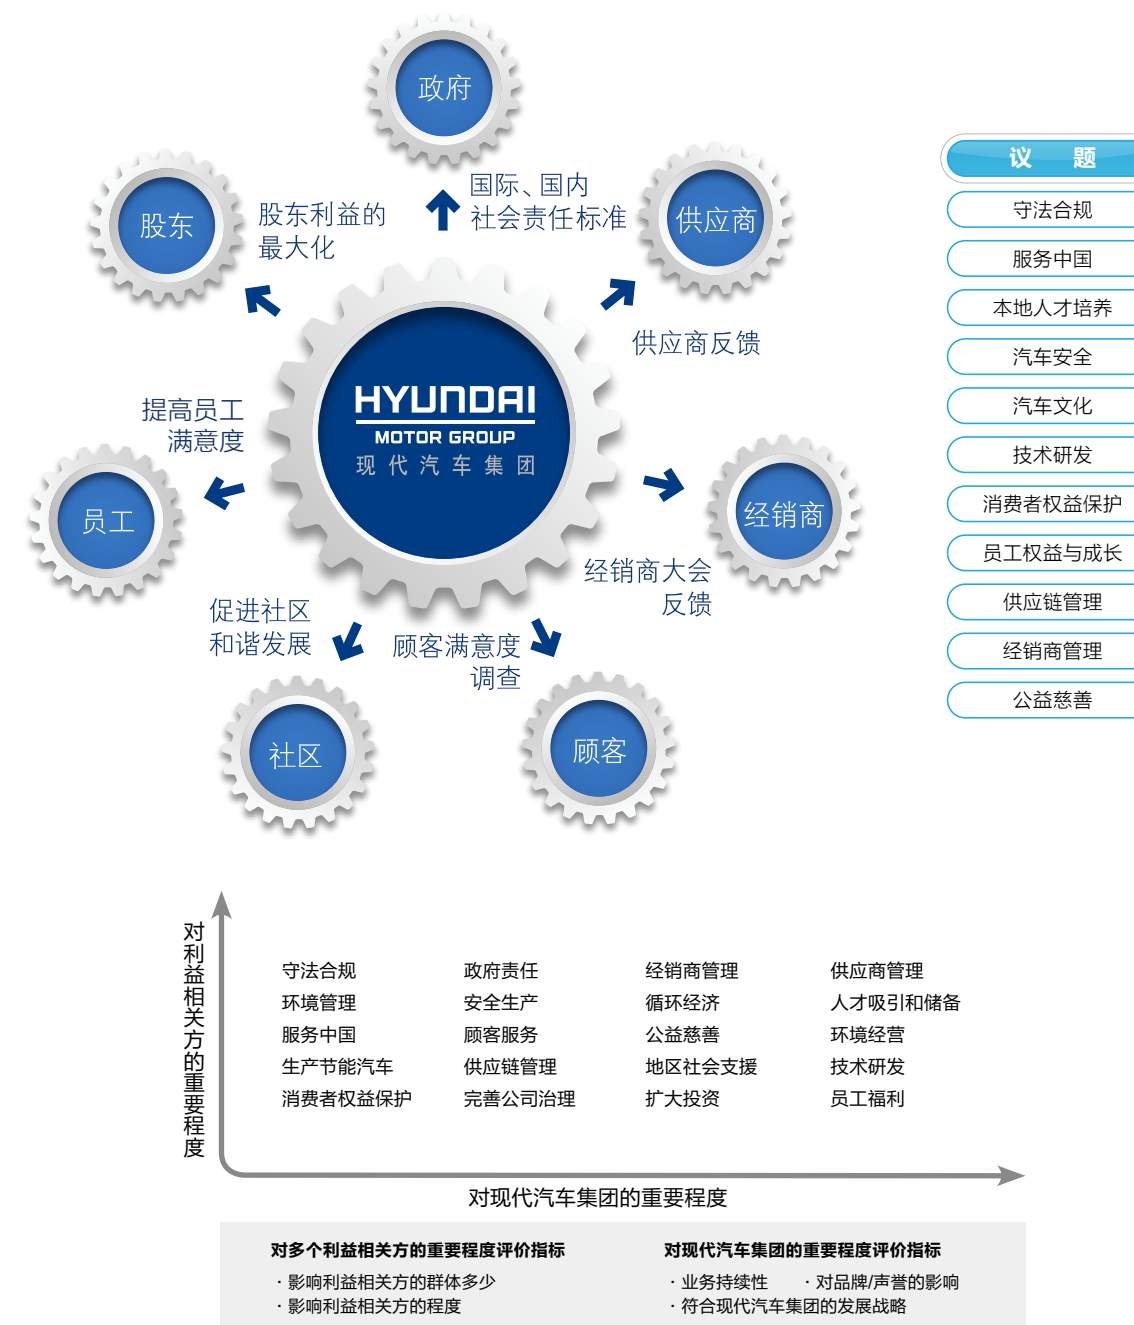 政府
国际、国内
社会责任标准
股东
股东利益的
最大化
供应商
供应商反馈
HYUNDAI
MOTOR GROUP
现代汽车集团
提高员工
满意度
员工
经销商
经销商大会
反馈
促进社区
和谐发展
社区
顾客满意度
调查
顾客
议 题
守法合规
服务中国
本地人才培养
汽车安全
汽车文化
技术研发
消费者权益保护
员工权益与成长
供应链管理
经销商管理
公益慈善
对利益相关方的重要程度
守法合规 政府责任 经销商管理 供应商管理
环境管理 安全生产 循环经济 人才吸引和储备
服务中国 顾客服务 公益慈善 环境经营
生产节能汽车 供应链管理 地区社会支援 技术研发
消费者权益保护 完善公司治理 扩大投资 员工福利
对现代汽车集团的重要程度
对多个利益相关方的重要程度评价指标
· 影响利益相关方的群体多少
· 影响利益相关方的程度
对现代汽车集团的重要程度评价指标
· 业务持续性 · 对品牌/声誉的影响
· 符合现代汽车集团的发展战略